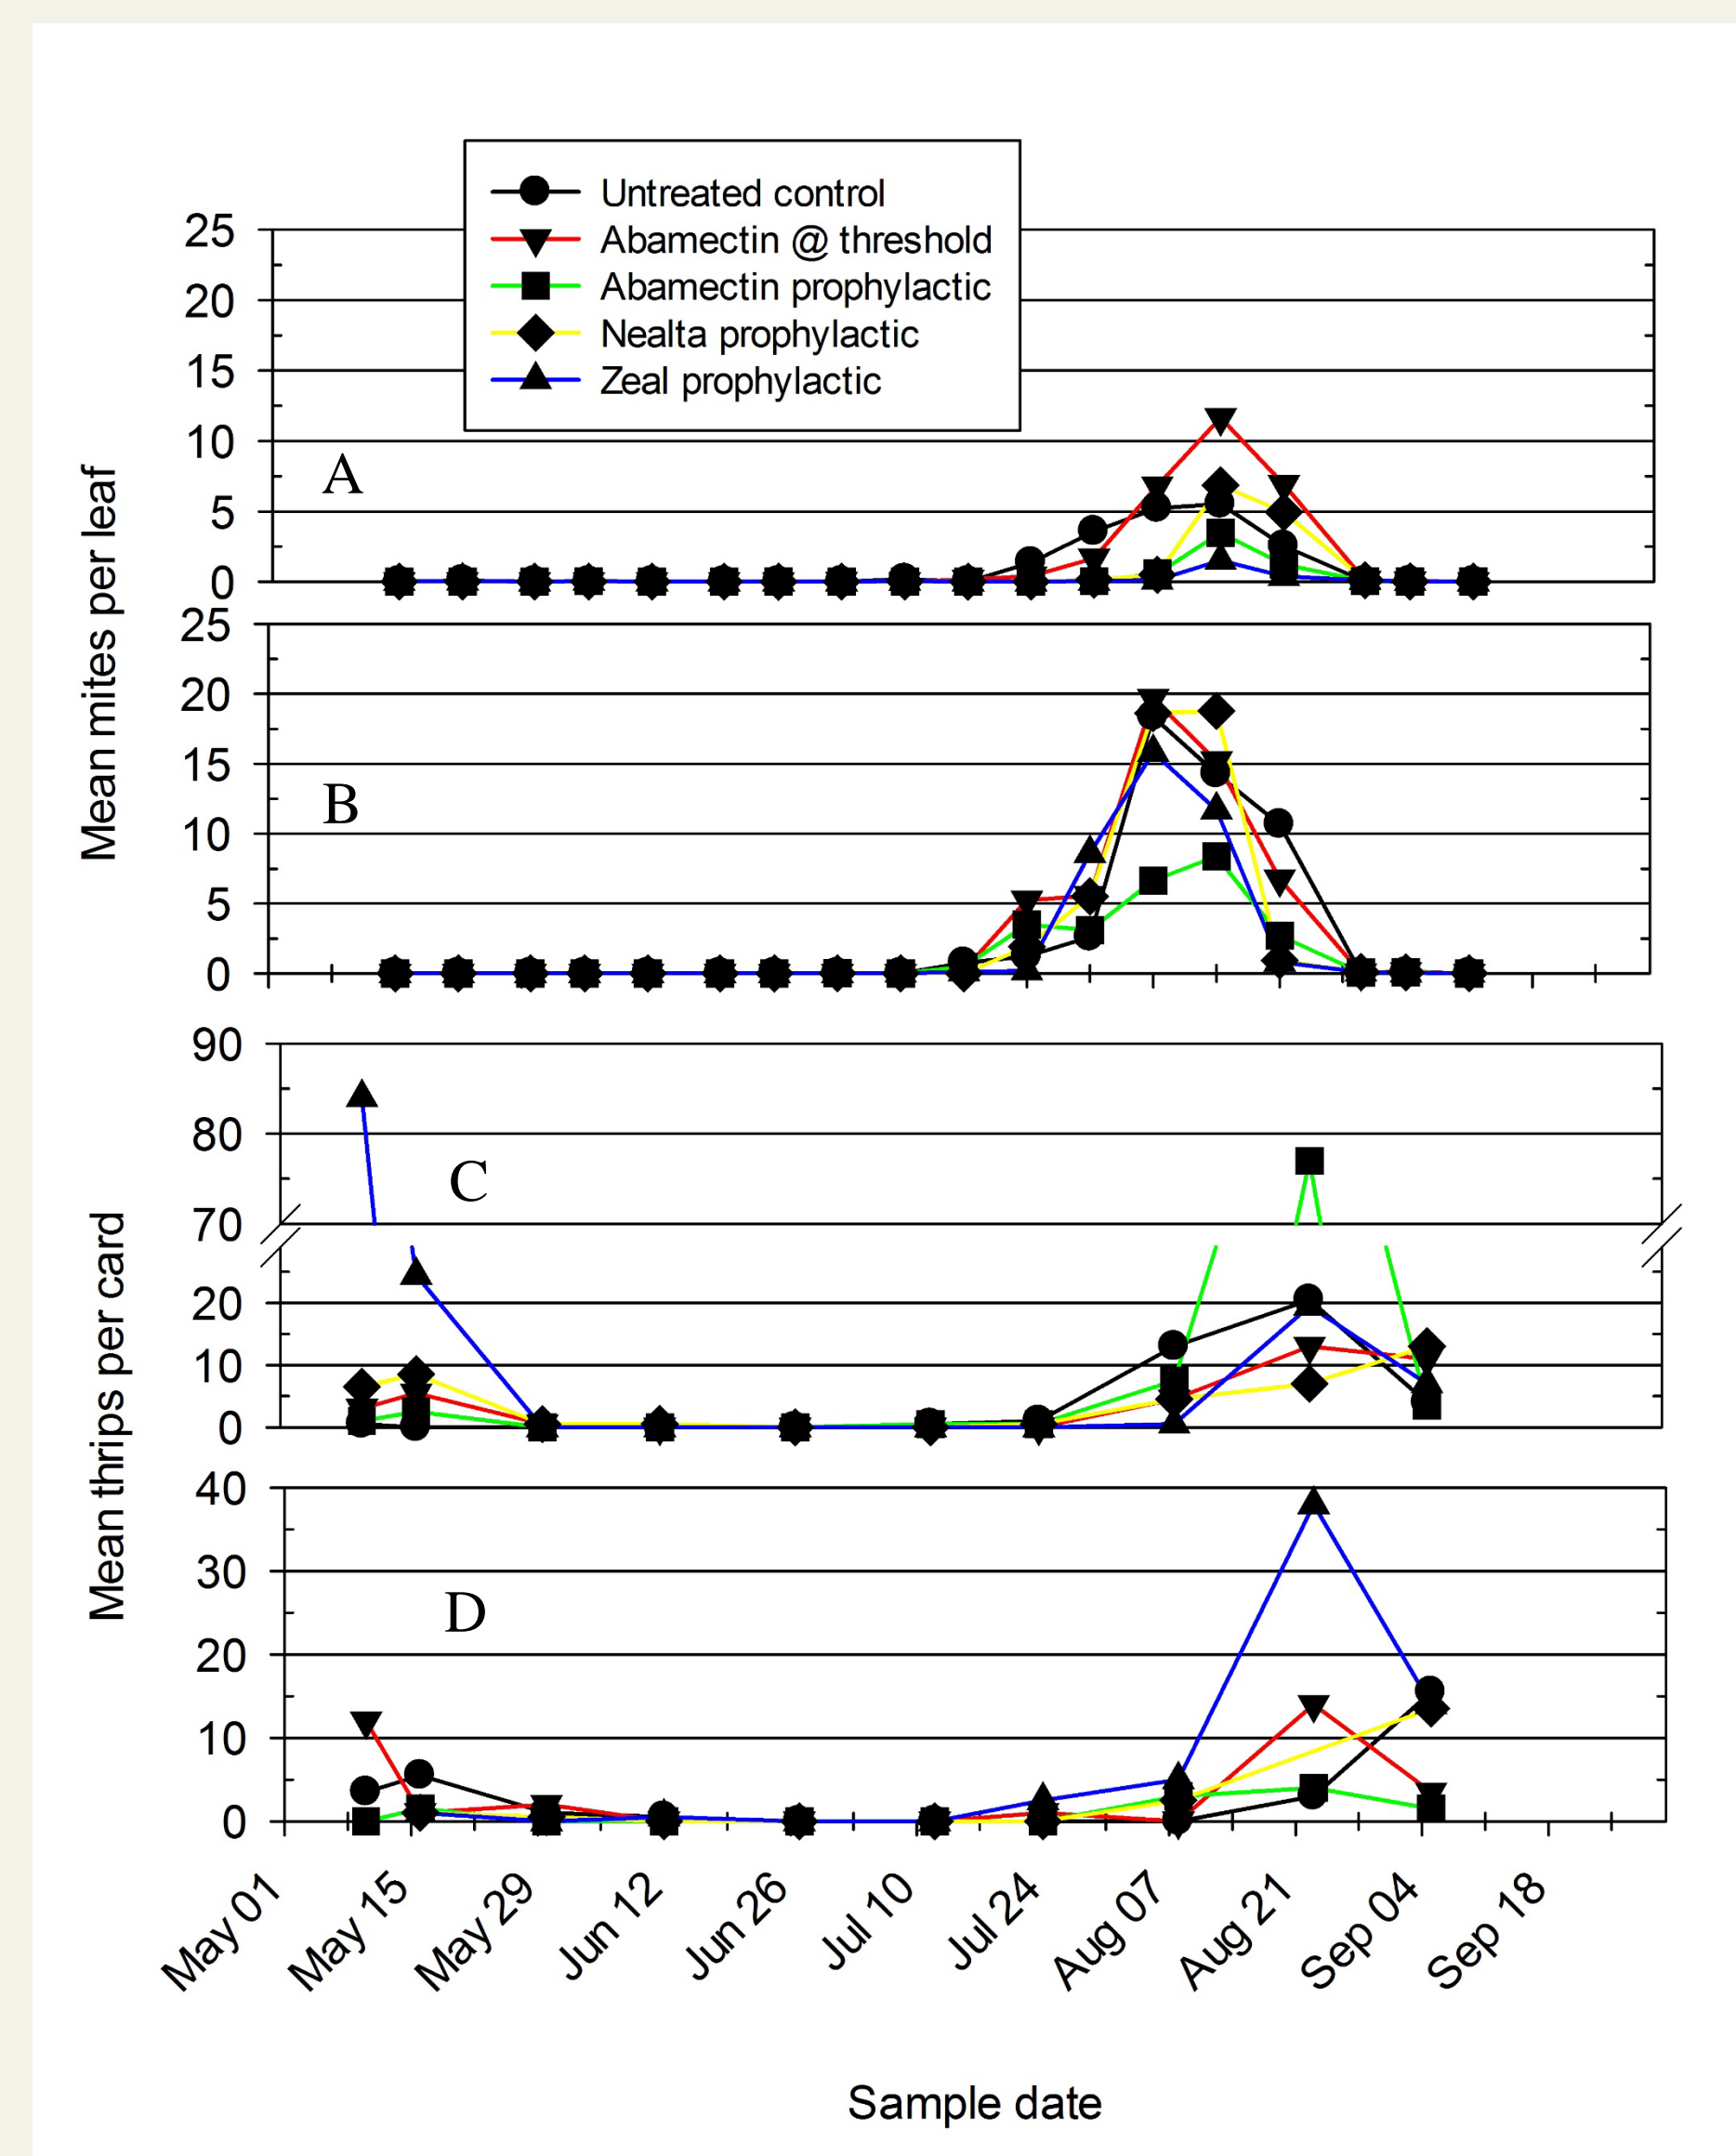 Untreated control
Abamectin @ threshold
Abamectin prophylactic
Nealta prophylactic
Zeal prophylactic
25
20
15
10
5
0
A
Mean mites per leaf
25
20
15
10
5
0
B
90
80
70
20
10
0
C
Mean thrips per card
40
30
20
10
0
D
May 01
May 15
May 29
Jun 12
Jun 26
Jul 10
Jul 24
Aug 07
Aug 21
Sep 04
Sep 18
Sample date